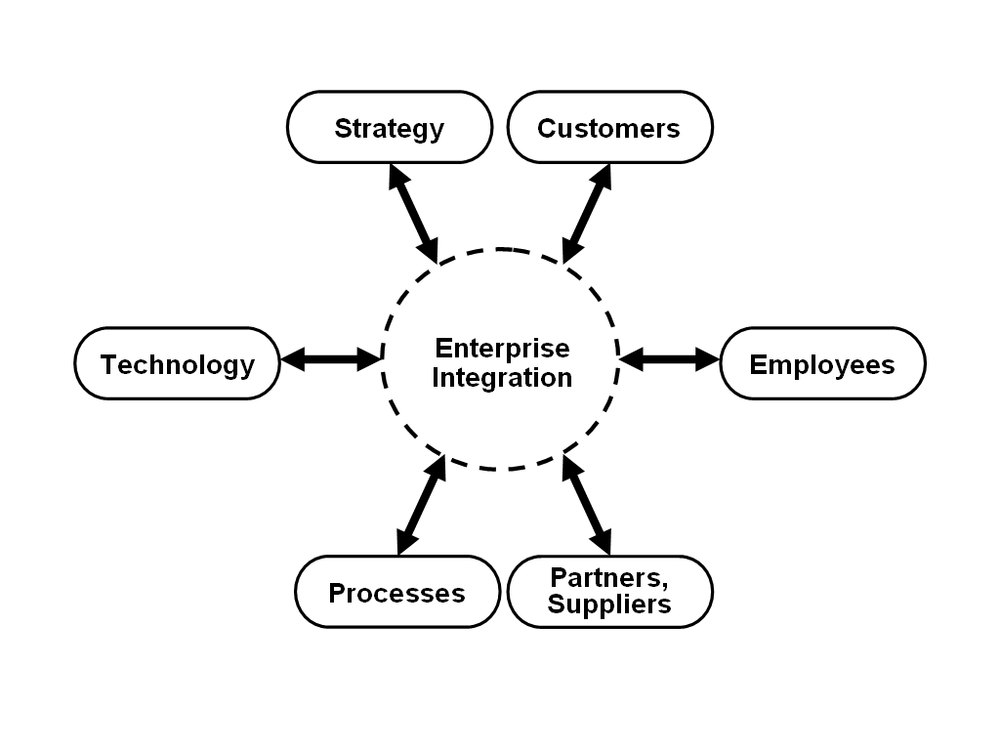 Strategy
Customers
Enterprise
Integration
Technology
Employees
Processes
Partners,
Suppliers